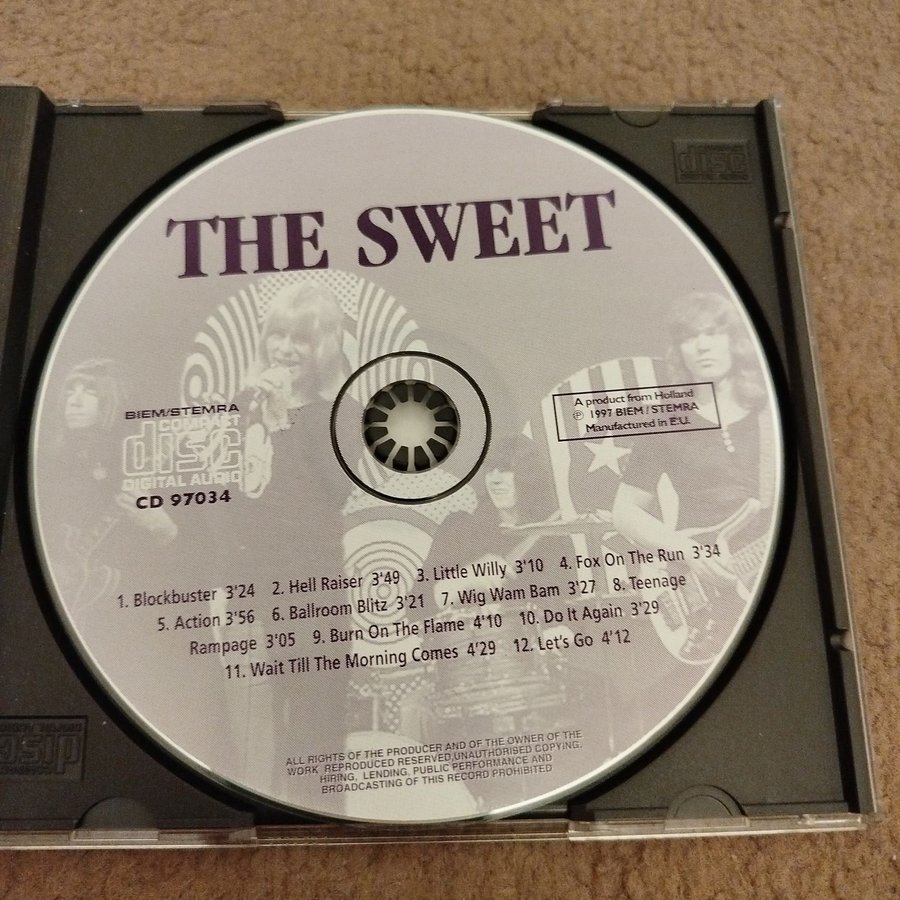 THE SWEET
BIEM/STEMRA
COMPACT
disc
DIGITAL AUDIO
CD 97034
A product from Holland
℗ 1997 BIEM / STEMRA
Manufactured in E.U.
1. Blockbuster 3'24 2. Hell Raiser 3'49 3. Little Willy 3'10 4. Fox On The Run 3'34
5. Action 3'56 6. Ballroom Blitz 3'21 7. Wig Wam Bam 3'27 8. Teenage
Rampage 3'05 9. Burn On The Flame 4'10 10. Do It Again 3'29
11. Wait Till The Morning Comes 4'29 12. Let's Go 4'12
ALL RIGHTS OF THE PRODUCER AND OF THE OWNER OF THE
WORK REPRODUCED RESERVED,UNAUTHORISED COPYING,
HIRING, LENDING, PUBLIC PERFORMANCE AND
BROADCASTING OF THIS RECORD PROHIBITED
disc
disc